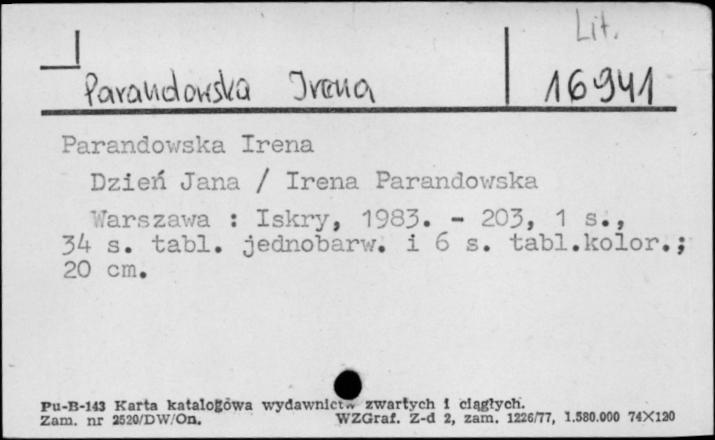 Lit.
Parandowska Irena 16941
Parandowska Irena
Dzień Jana / Irena Parandowska
Warszawa : Iskry, 1983. - 203, 1 s.,
34 s. tabl. jednobarw. i 6 s. tabl.kolor.;
20 cm.
Pu-B-143 Karta katalogowa wydawnictw zwartych i ciągłych.
Zam. nr 2520/DW/On. WZGraf. Z-d 2, zam. 1226/77, 1.580.000 74×120